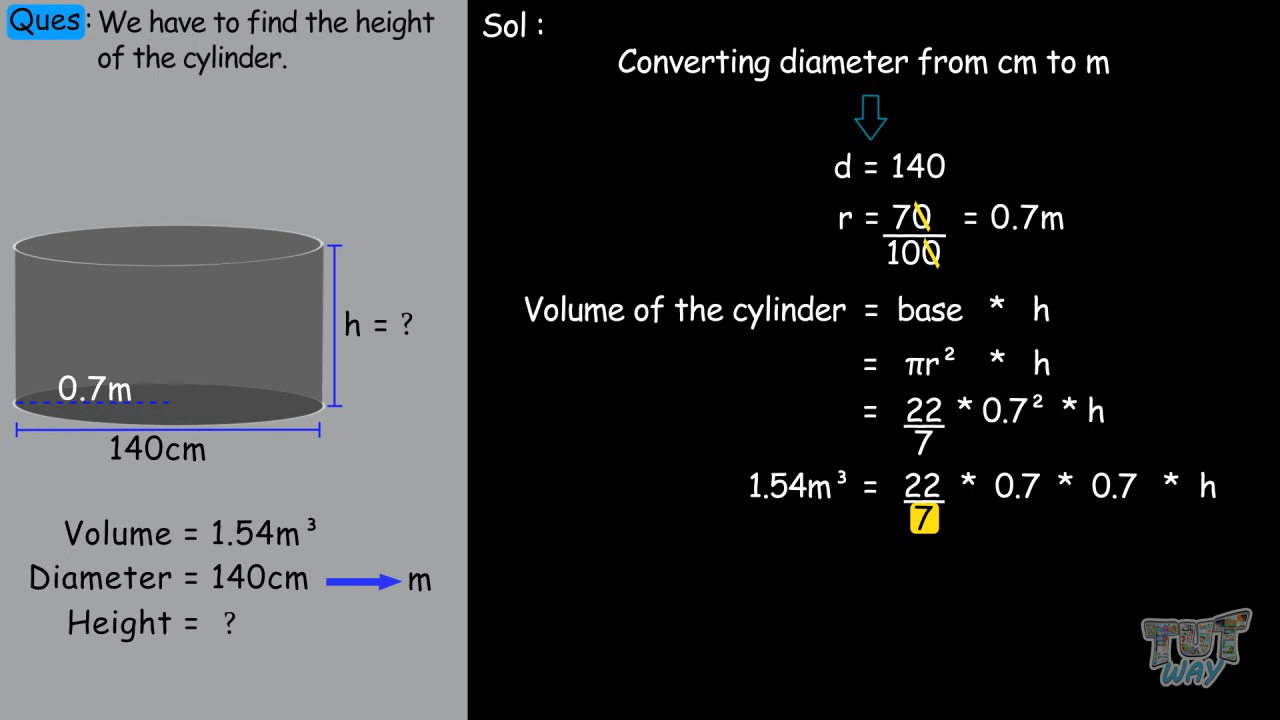 Ques : We have to find the height
of the cylinder.
h = ?
0.7m
140cm
Volume = 1.54m³
Diameter = 140cm m
Height = ?
Sol :
Converting diameter from cm to m
d = 140
r = 70 = 0.7m
100
Volume of the cylinder = base * h
= πr² * h
= 22 * 0.7² * h
7
1.54m³ = 22 * 0.7 * 0.7 * h
7
TUT
WAY